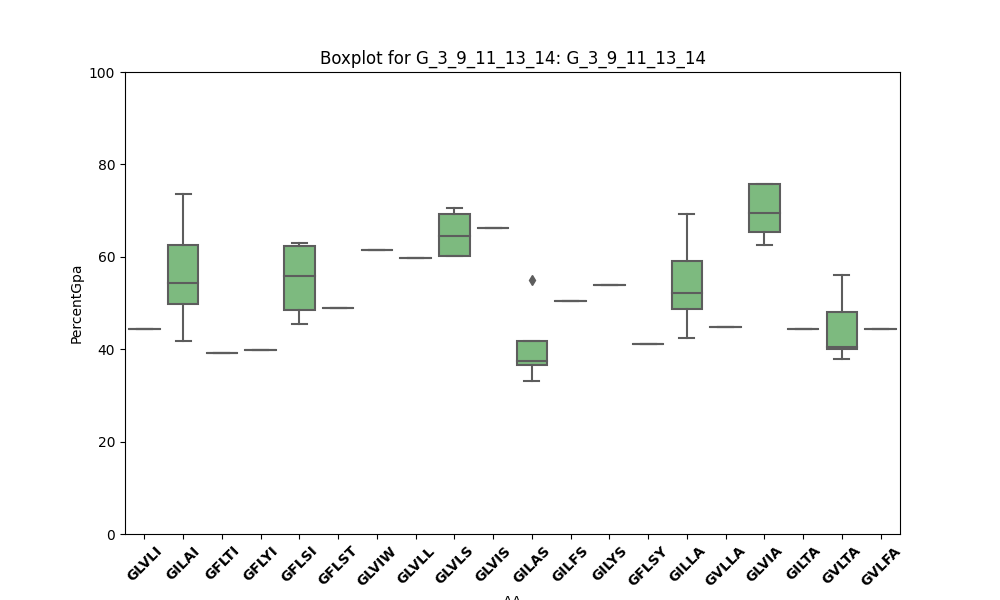 Boxplot for G_3_9_11_13_14: G_3_9_11_13_14
100
80
60
40
20
0
PercentGpa
GLVLI GILAI GFLTI GFLYI GFLSI GFLST GLVIW GLVLL GLVLS GLVIS GILAS GILFS GILYS GFLSY GILLA GVLLA GLVIA GILTA GVLTA GVLFA
AA